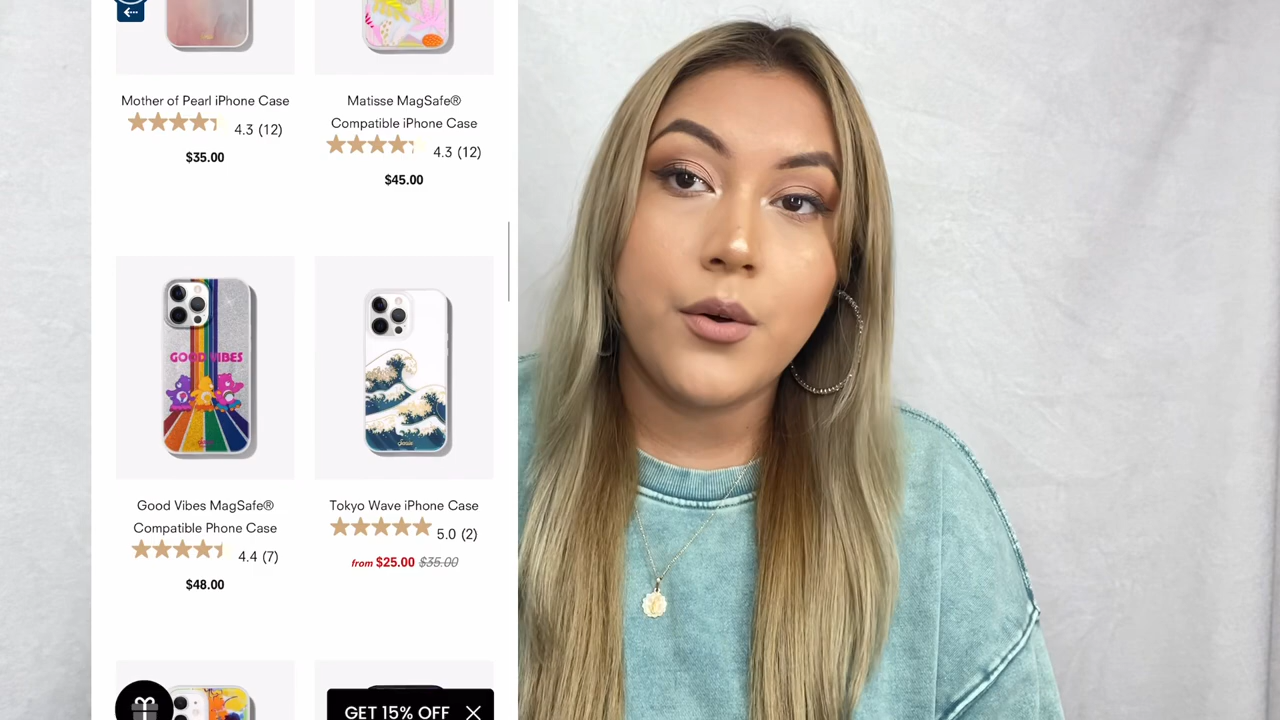 Mother of Pearl iPhone Case
4.3 (12)
$35.00
Matisse MagSafe®
Compatible iPhone Case
4.3 (12)
$45.00
GOOD VIBES
Good Vibes MagSafe®
Compatible Phone Case
4.4 (7)
$48.00
Tokyo Wave iPhone Case
5.0 (2)
from $25.00 $35.00
GET 15% OFF